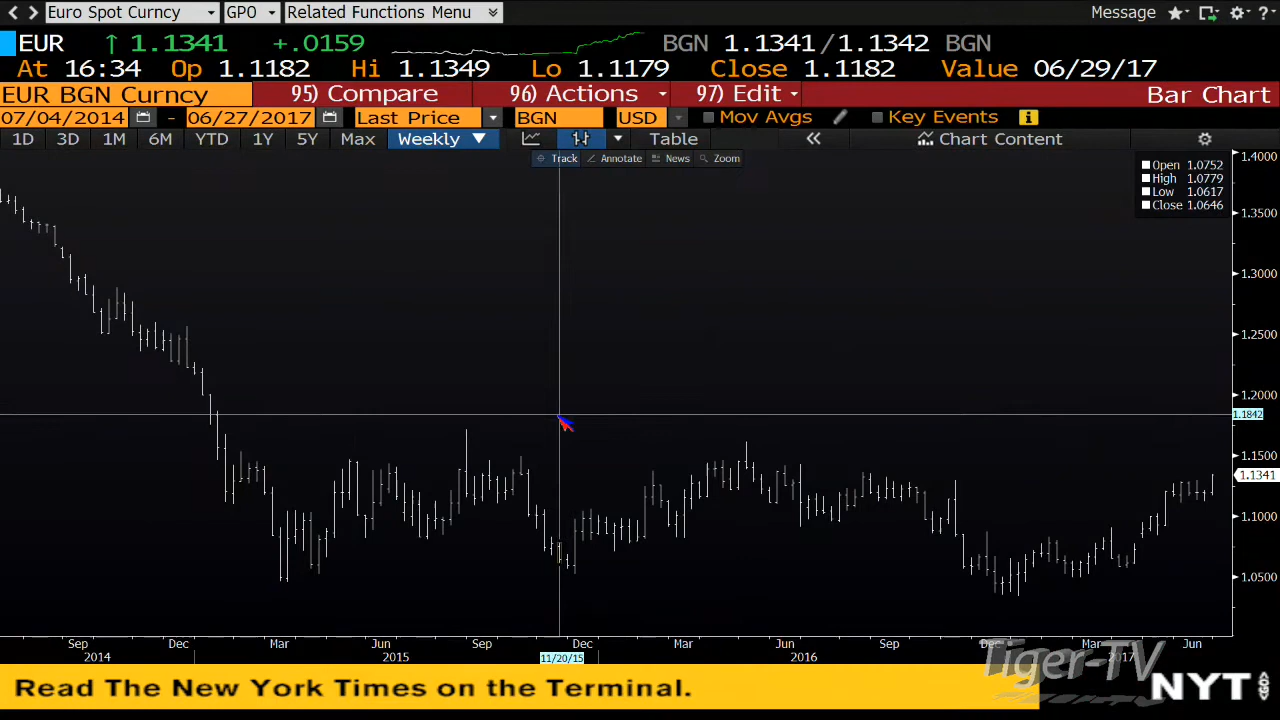 Euro Spot Curncy GPO Related Functions Menu Message
EUR ↑ 1.1341 +.0159 BGN 1.1341/1.1342 BGN
At 16:34 Op 1.1182 Hi 1.1349 Lo 1.1179 Close 1.1182 Value 06/29/17
EUR BGN Curncy 95) Compare 96) Actions 97) Edit Bar Chart
07/04/2014 - 06/27/2017 Last Price BGN USD Mov Avgs Key Events
1D 3D 1M 6M YTD 1Y 5Y Max Weekly ▼ Table « Chart Content
Track Annotate News Zoom
Open 1.0752
High 1.0779
Low 1.0617
Close 1.0646
1.4000
1.3500
1.3000
1.2500
1.2000
1.1842
1.1500
1.1341
1.1000
1.0500
Sep Dec Mar Jun Sep Dec Mar Jun Sep Mar Jun
2014 2015 11/20/15 2016 2017
Tiger-TV
Read The New York Times on the Terminal.
NYT